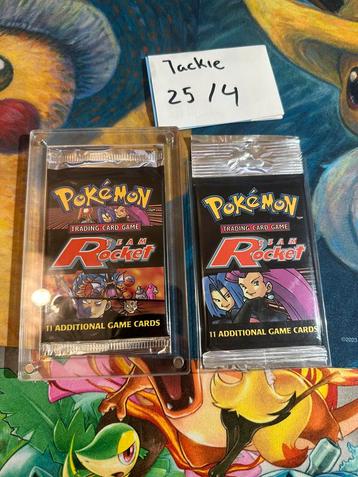 Tackie
25/4
POKéMON
TRADING CARD GAME
TEAM
Rocket
11 ADDITIONAL GAME CARDS
POKéMON
TRADING CARD GAME
TEAM
Rocket
11 ADDITIONAL GAME CARDS
©2023